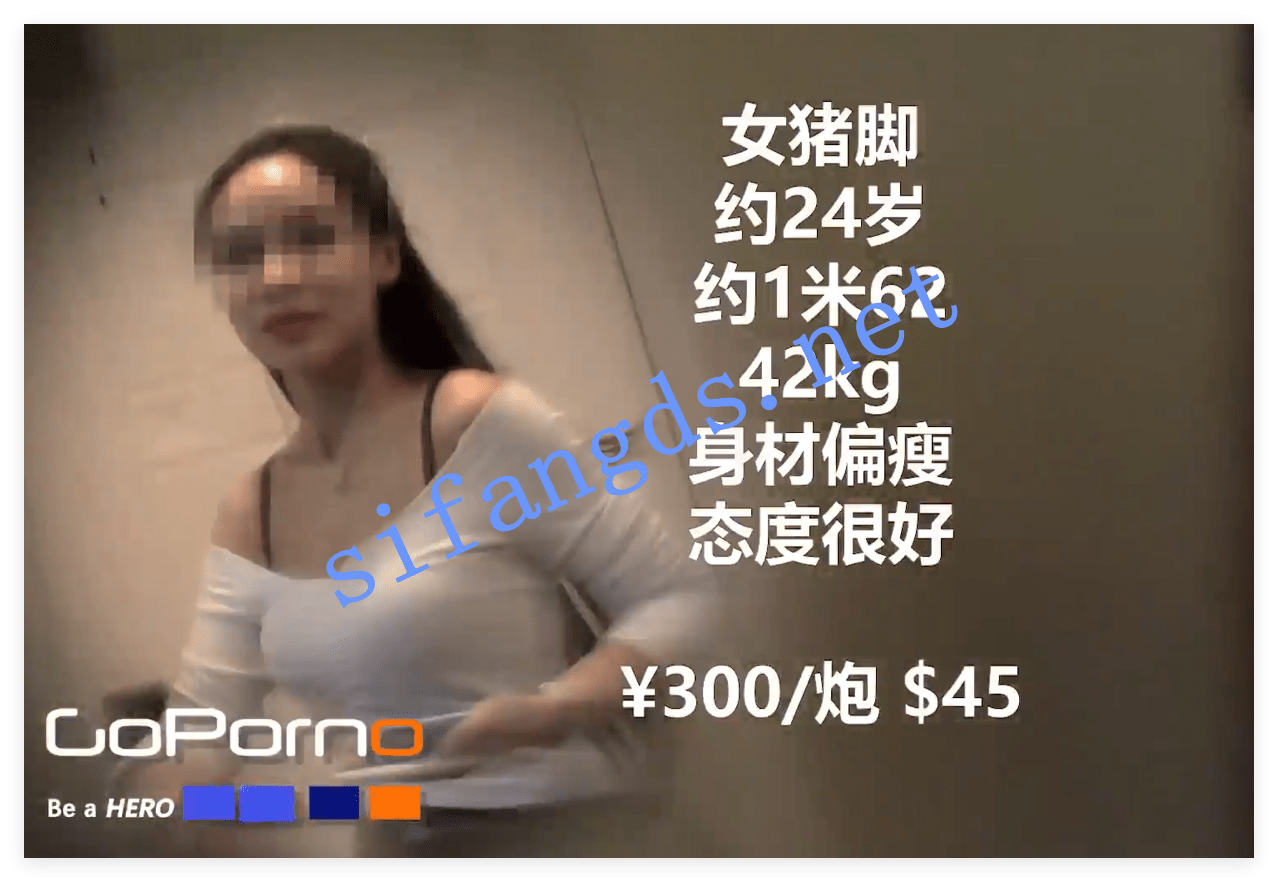 女猪脚
约24岁
约1米62
42kg
身材偏瘦
态度很好
¥300/炮 $45
sifangds.net
GoPorno
Be a HERO